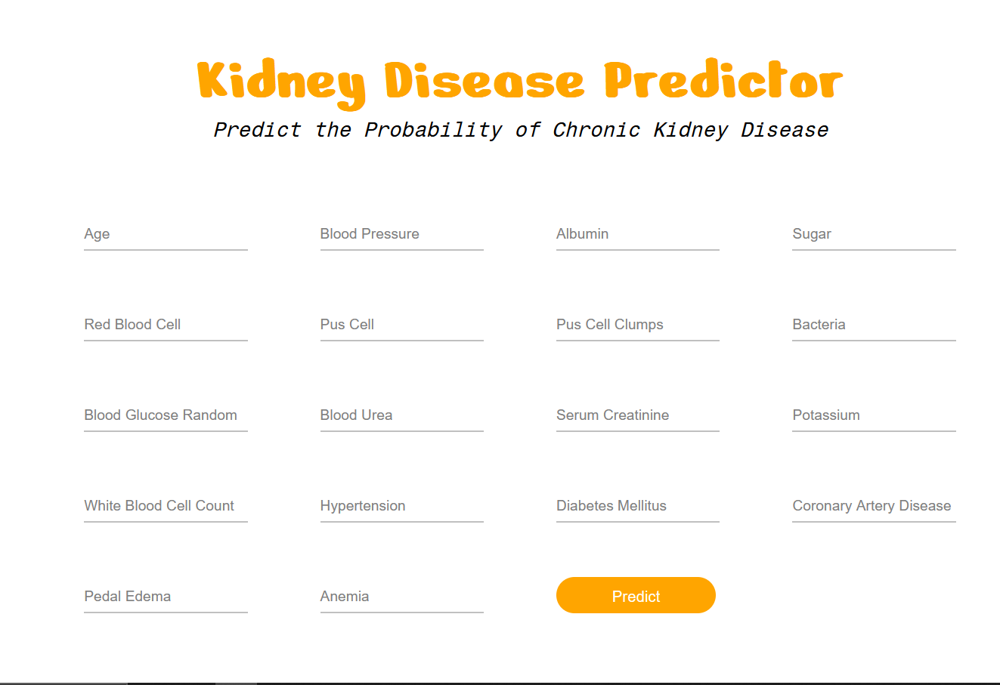 Kidney Disease Predictor
Predict the Probability of Chronic Kidney Disease
Age
Blood Pressure
Albumin
Sugar
Red Blood Cell
Pus Cell
Pus Cell Clumps
Bacteria
Blood Glucose Random
Blood Urea
Serum Creatinine
Potassium
White Blood Cell Count
Hypertension
Diabetes Mellitus
Coronary Artery Disease
Pedal Edema
Anemia
Predict